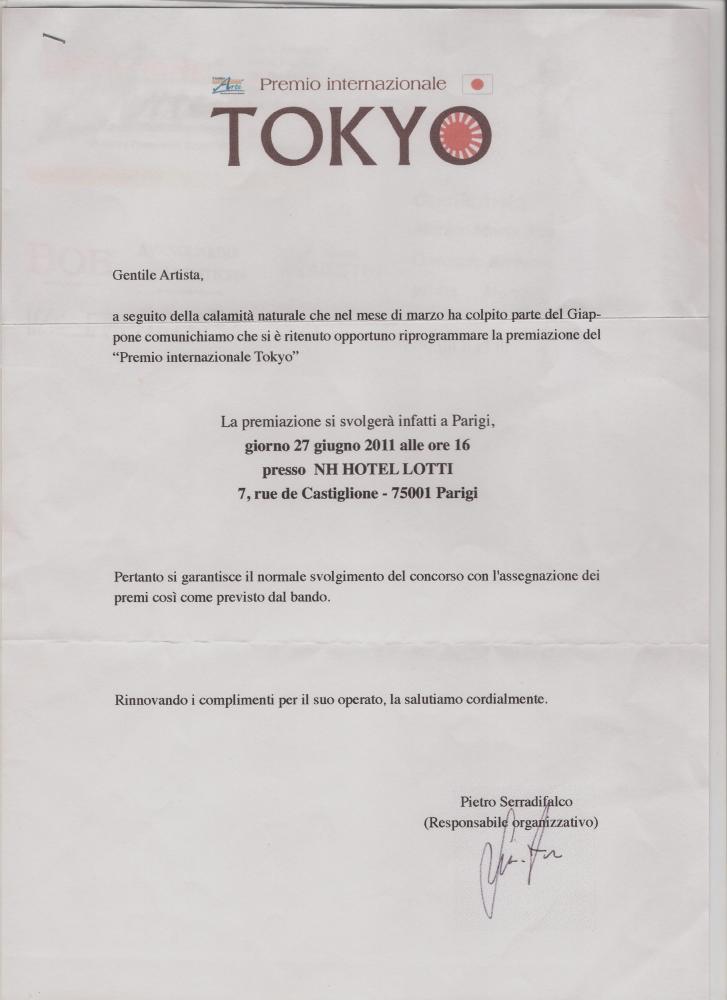 Premio internazionale
TOKYO
Gentile Artista,
a seguito della calamità naturale che nel mese di marzo ha colpito parte del Giap-
pone comunichiamo che si è ritenuto opportuno riprogrammare la premiazione del
“Premio internazionale Tokyo”
La premiazione si svolgerà infatti a Parigi,
giorno 27 giugno 2011 alle ore 16
presso NH HOTEL LOTTI
7, rue de Castiglione - 75001 Parigi
Pertanto si garantisce il normale svolgimento del concorso con l'assegnazione dei
premi così come previsto dal bando.
Rinnovando i complimenti per il suo operato, la salutiamo cordialmente.
Pietro Serradifalco
(Responsabile organizzativo)